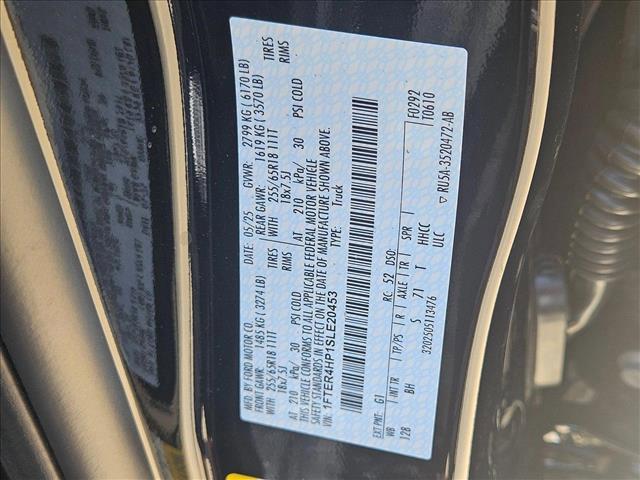 MFD. BY FORD MOTOR CO.
05/25 GVWR: 2799 KG ( 6170 LB)
FRONT GAWR: 1485 KG ( 3274 LB) REAR GAWR: 1619 KG ( 3570 LB)
WITH 255/65R18 111T TIRES WITH 255/65R18 111T TIRES
18x7.5J RIMS 18x7.5J RIMS
AT 210 kPa/ 30 PSI COLD AT 210 kPa/ 30 PSI COLD
THIS VEHICLE CONFORMS TO ALL APPLICABLE FEDERAL MOTOR VEHICLE
SAFETY STANDARDS IN EFFECT ON THE DATE OF MANUFACTURE SHOWN ABOVE.
VIN: 1FTER4HP1SLE20453
TYPE: Truck
EXT PNT: G1 RC: 52 DSO: F0292
T0610
WB INT TR TP/PS R AXLE TR SPR
128 BH 5 71 T HHCC
3202505113476 ULC ▽ RU5A-3520472-AB